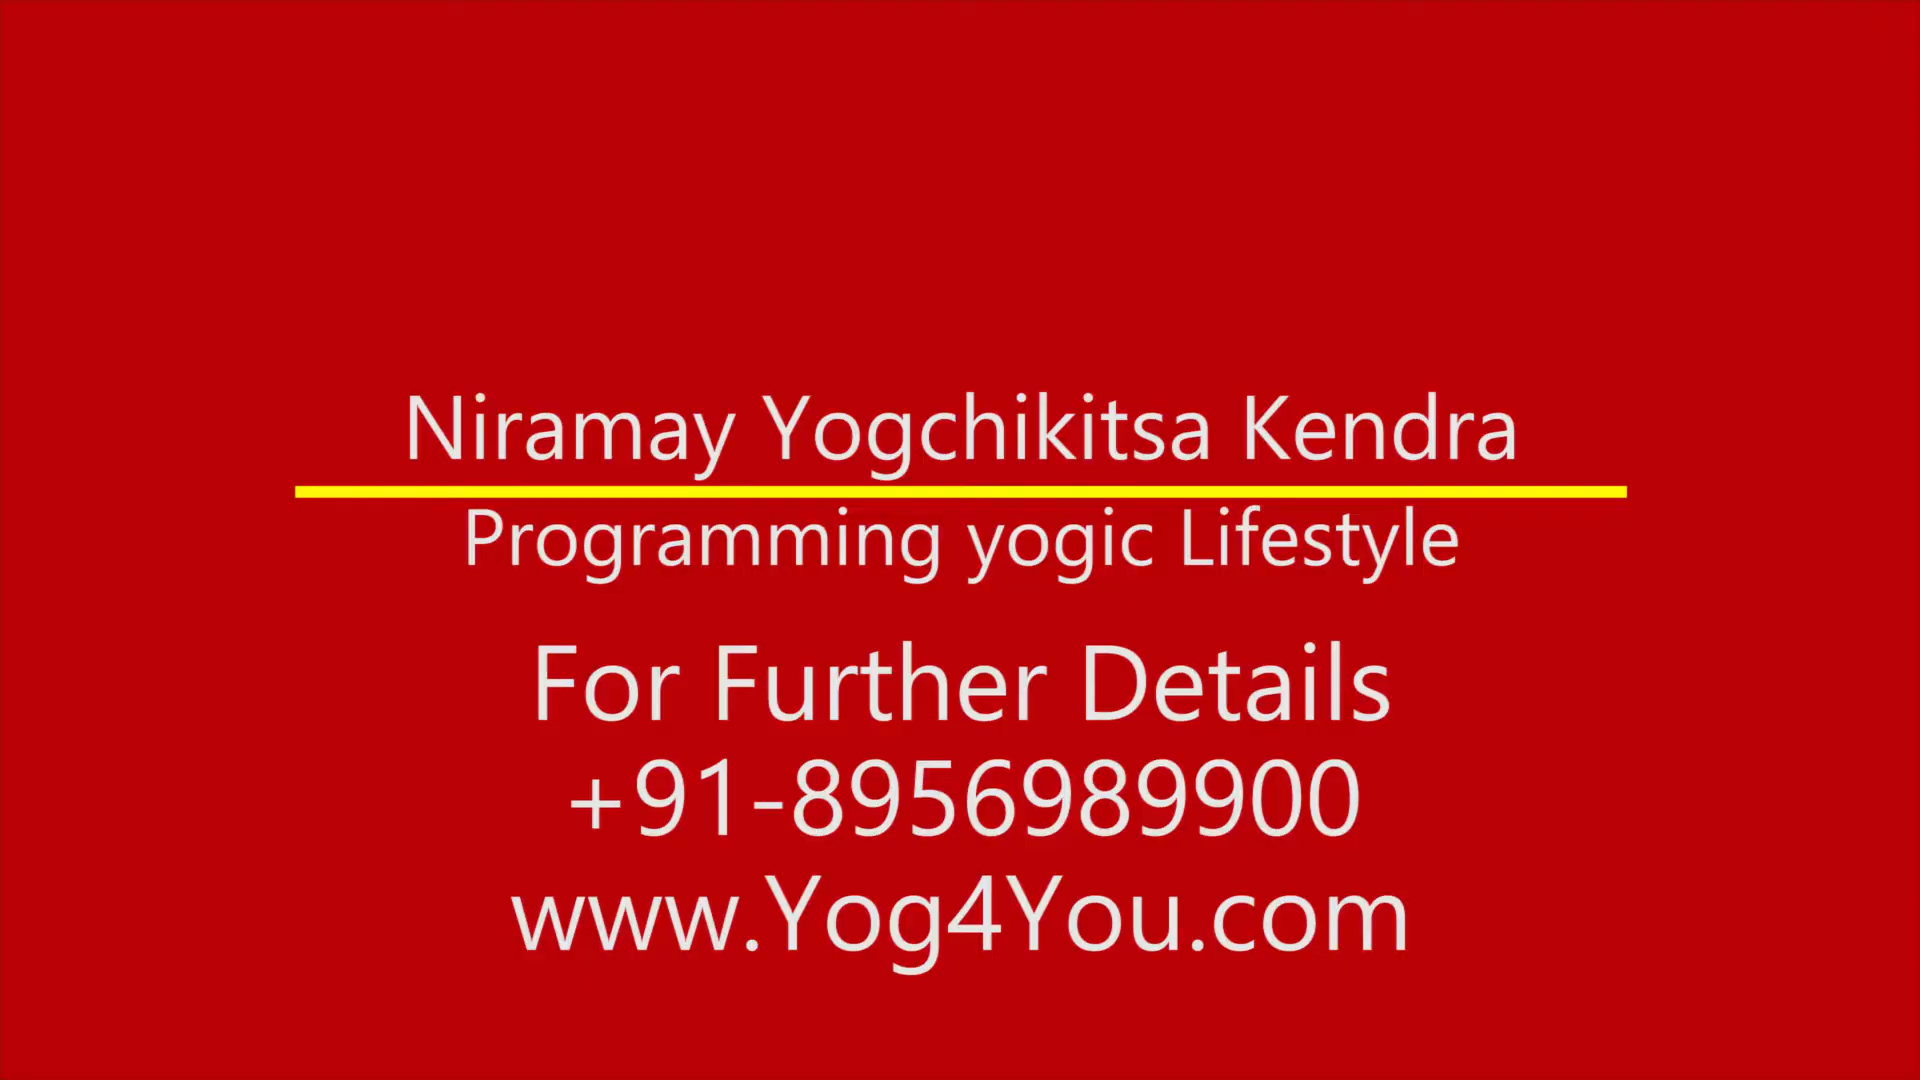 Niramay Yogchikitsa Kendra
Programming yogic Lifestyle
For Further Details
+91-8956989900
www.Yog4You.com